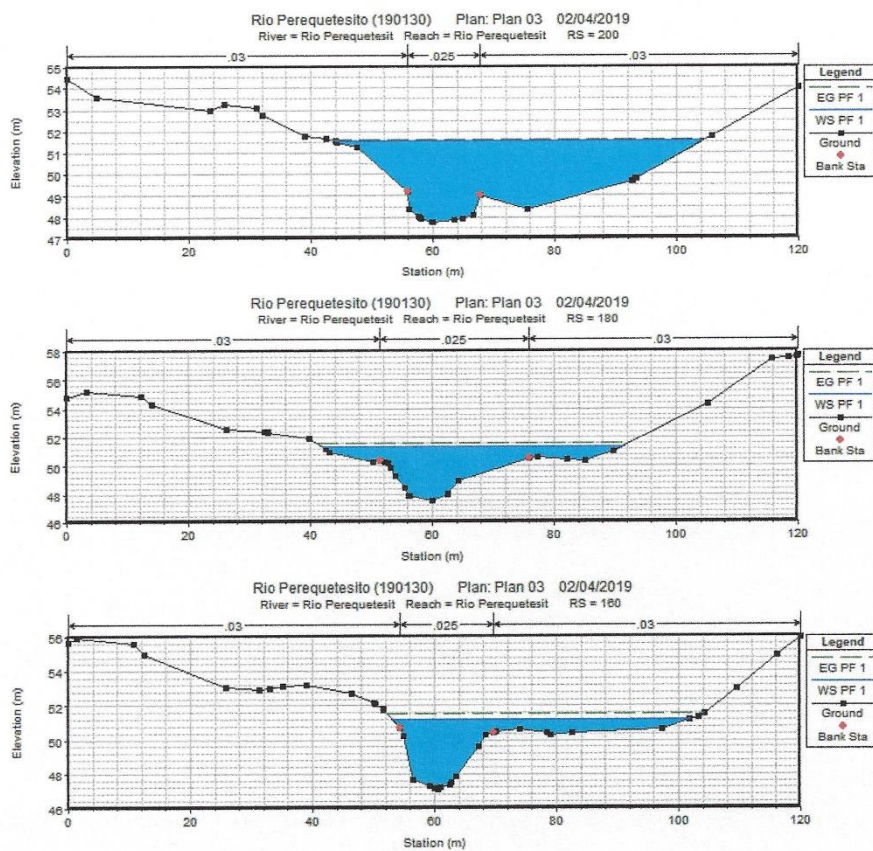 Rio Perequetesito (190130) Plan: Plan 03 02/04/2019
River = Rio Perequetesit Reach = Rio Perequetesit RS = 200
.03 .025 .03
Legend
EG PF 1
WS PF 1
Ground
Bank Sta
Elevation (m)
55
54
53
52
51
50
49
48
47
0 20 40 60 80 100 120
Station (m)
Rio Perequetesito (190130) Plan: Plan 03 02/04/2019
River = Rio Perequetesit Reach = Rio Perequetesit RS = 180
.03 .025 .03
Legend
EG PF 1
WS PF 1
Ground
Bank Sta
Elevation (m)
58
56
54
52
50
48
46
0 20 40 60 80 100 120
Station (m)
Rio Perequetesito (190130) Plan: Plan 03 02/04/2019
River = Rio Perequetesit Reach = Rio Perequetesit RS = 160
.03 .025 .03
Legend
EG PF 1
WS PF 1
Ground
Bank Sta
Elevation (m)
56
54
52
50
48
46
0 20 40 60 80 100 120
Station (m)